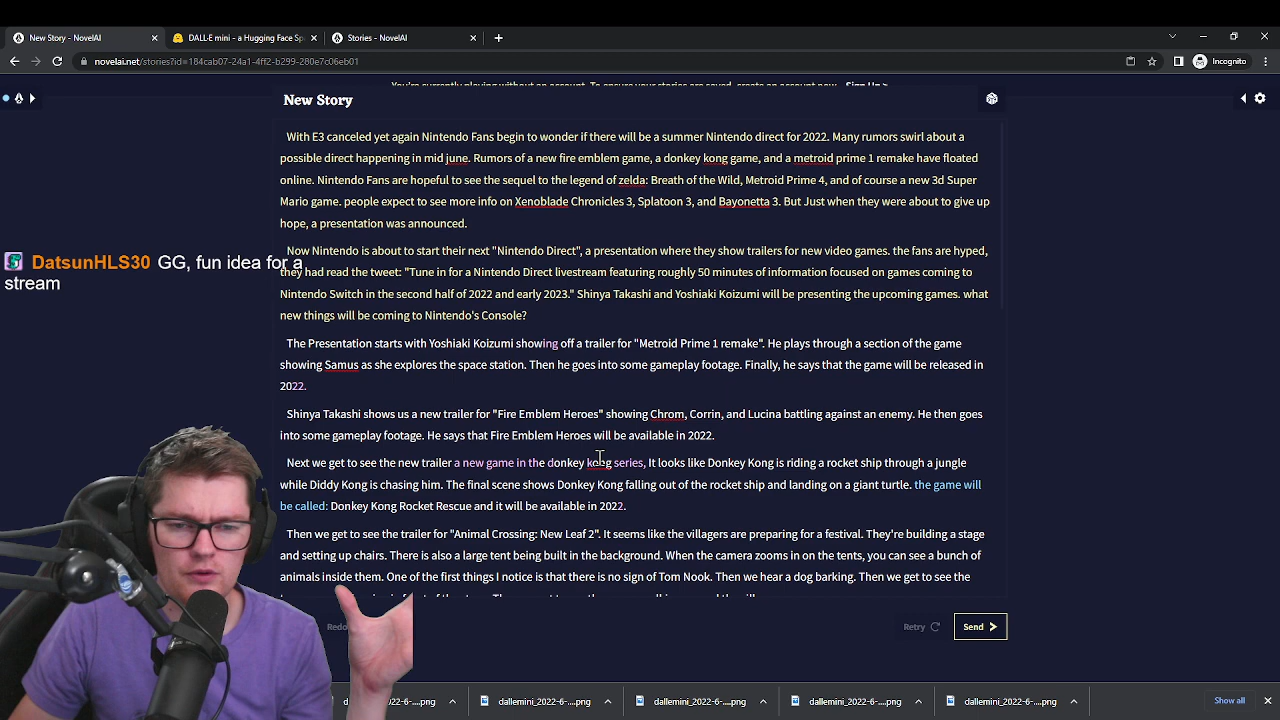 New Story - NovelAI
DALL·E mini - a Hugging Face Sp
Stories - NovelAI
novelai.net/stories?id=184cab07-24a1-4ff2-b299-280e7c06eb01
Incognito
You're currently playing without an account. To ensure your stories are saved, create an account now. Sign Up >
New Story
With E3 canceled yet again Nintendo Fans begin to wonder if there will be a summer Nintendo direct for 2022. Many rumors swirl about a
possible direct happening in mid june. Rumors of a new fire emblem game, a donkey kong game, and a metroid prime 1 remake have floated
online. Nintendo Fans are hopeful to see the sequel to the legend of zelda: Breath of the Wild, Metroid Prime 4, and of course a new 3d Super
Mario game. people expect to see more info on Xenoblade Chronicles 3, Splatoon 3, and Bayonetta 3. But Just when they were about to give up
hope, a presentation was announced.
Now Nintendo is about to start their next "Nintendo Direct", a presentation where they show trailers for new video games. the fans are hyped,
DatsunHLS30 GG, fun idea for a
stream
they had read the tweet: "Tune in for a Nintendo Direct livestream featuring roughly 50 minutes of information focused on games coming to
Nintendo Switch in the second half of 2022 and early 2023." Shinya Takashi and Yoshiaki Koizumi will be presenting the upcoming games. what
new things will be coming to Nintendo's Console?
The Presentation starts with Yoshiaki Koizumi showing off a trailer for "Metroid Prime 1 remake". He plays through a section of the game
showing Samus as she explores the space station. Then he goes into some gameplay footage. Finally, he says that the game will be released in
2022.
Shinya Takashi shows us a new trailer for "Fire Emblem Heroes" showing Chrom, Corrin, and Lucina battling against an enemy. He then goes
into some gameplay footage. He says that Fire Emblem Heroes will be available in 2022.
Next we get to see the new trailer a new game in the donkey kong series, It looks like Donkey Kong is riding a rocket ship through a jungle
while Diddy Kong is chasing him. The final scene shows Donkey Kong falling out of the rocket ship and landing on a giant turtle. the game will
be called: Donkey Kong Rocket Rescue and it will be available in 2022.
Then we get to see the trailer for "Animal Crossing: New Leaf 2". It seems like the villagers are preparing for a festival. They're building a stage
and setting up chairs. There is also a large tent being built in the background. When the camera zooms in on the tents, you can see a bunch of
animals inside them. One of the first things I notice is that there is no sign of Tom Nook. Then we hear a dog barking. Then we get to see the
Redo
Retry
Send
dallemini_2022-6-....png
dallemini_2022-6-....png
dallemini_2022-6-....png
dallemini_2022-6-....png
Show all